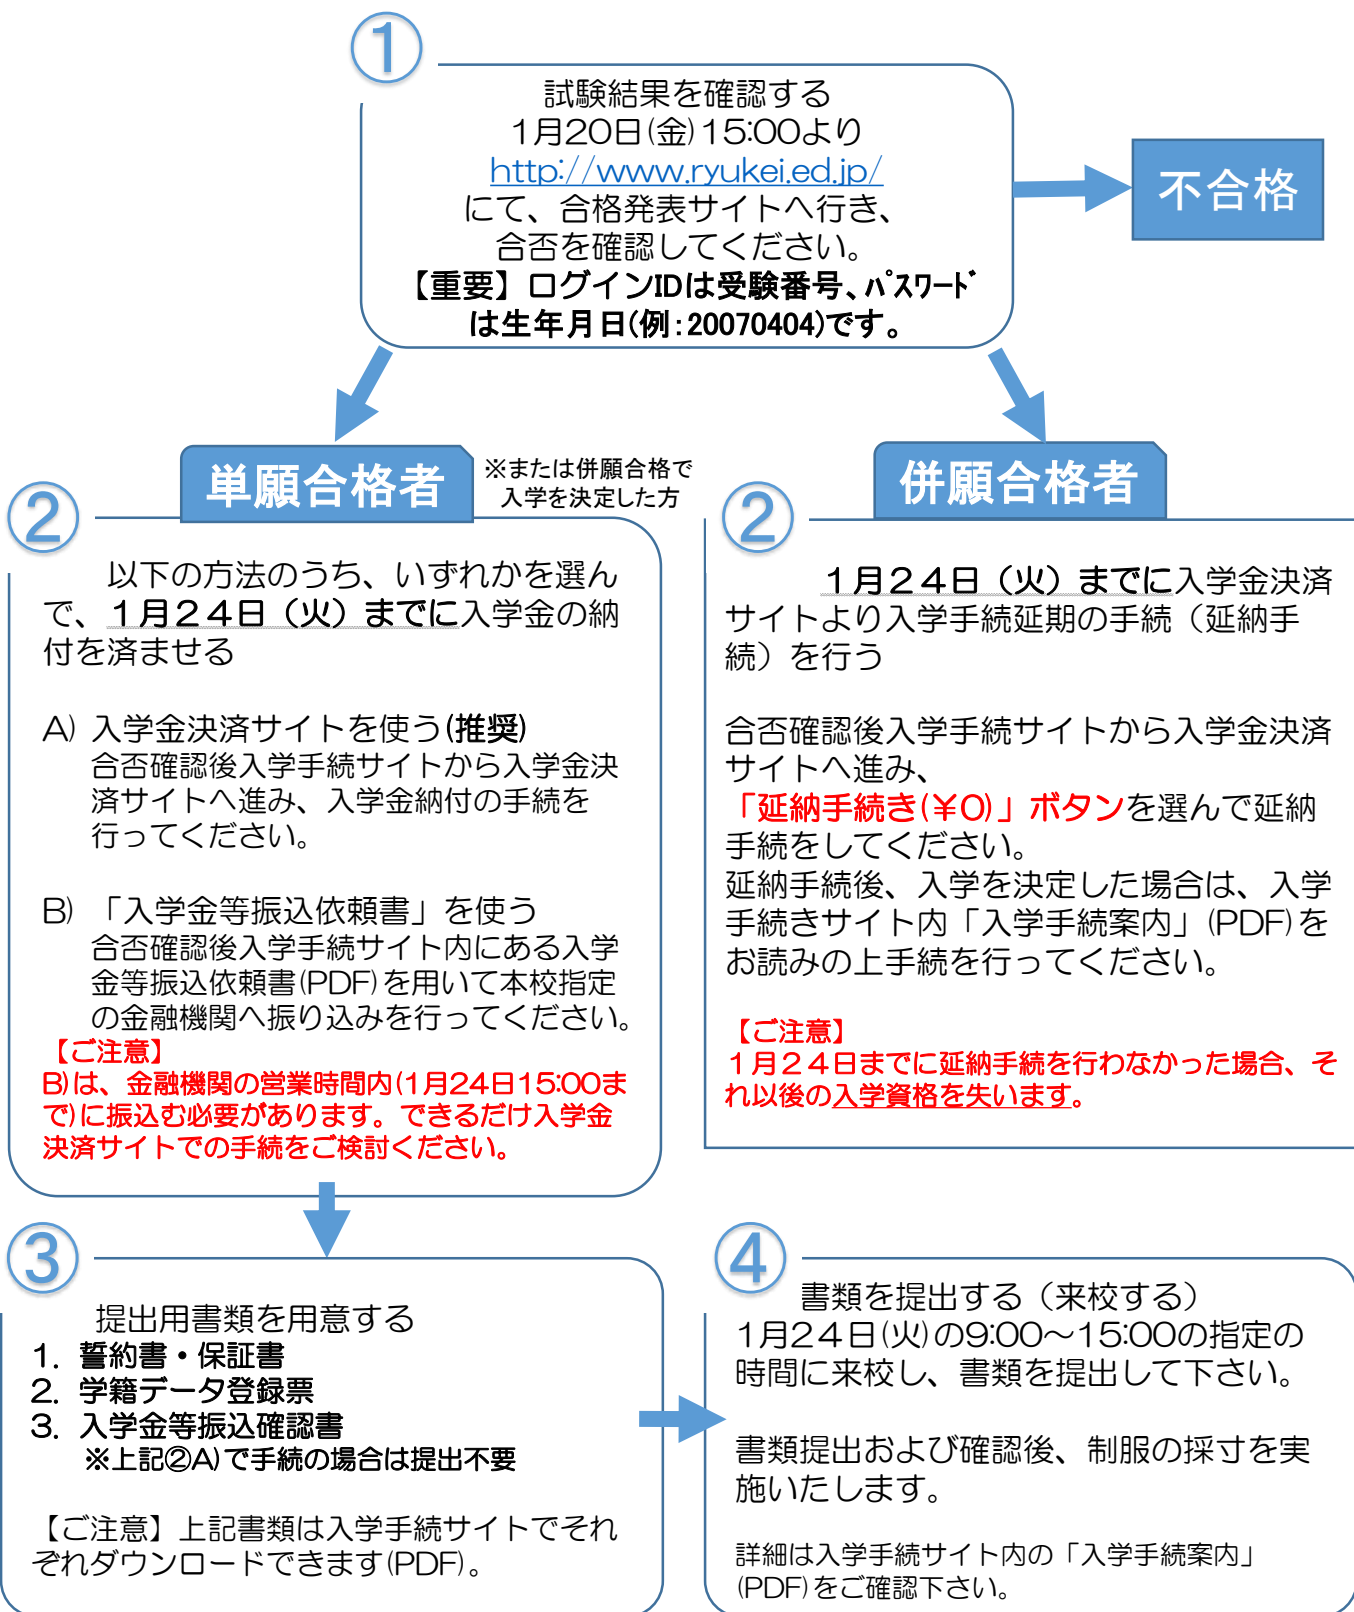 ①
試験結果を確認する
1月20日(金)15:00より
http://www.ryukei.ed.jp/
にて、合格発表サイトへ行き、
合否を確認してください。
【重要】ログインIDは受験番号、ﾊﾟｽﾜｰﾄﾞ
は生年月日(例:20070404)です。
不合格
単願合格者
※または併願合格で
入学を決定した方
②
以下の方法のうち、いずれかを選ん
で、１月２４日（火）までに入学金の納
付を済ませる
A) 入学金決済サイトを使う(推奨)
合否確認後入学手続サイトから入学金決
済サイトへ進み、入学金納付の手続を
行ってください。
B) 「入学金等振込依頼書」を使う
合否確認後入学手続サイト内にある入学
金等振込依頼書(PDF)を用いて本校指定
の金融機関へ振り込みを行ってください。
【ご注意】
B)は、金融機関の営業時間内(1月24日15:00ま
で)に振込む必要があります。できるだけ入学金
決済サイトでの手続をご検討ください。
併願合格者
②
１月２４日（火）までに入学金決済
サイトより入学手続延期の手続（延納手
続）を行う
合否確認後入学手続サイトから入学金決済
サイトへ進み、
「延納手続き(￥0)」ボタンを選んで延納
手続をしてください。
延納手続後、入学を決定した場合は、入学
手続きサイト内「入学手続案内」(PDF)を
お読みの上手続を行ってください。
【ご注意】
１月２４日までに延納手続を行わなかった場合、そ
れ以後の入学資格を失います。
③
提出用書類を用意する
1. 誓約書・保証書
2. 学籍データ登録票
3. 入学金等振込確認書
※上記②A)で手続の場合は提出不要
【ご注意】上記書類は入学手続サイトでそれ
ぞれダウンロードできます(PDF)。
④
書類を提出する（来校する）
1月２４日(火)の9:00～15:00の指定の
時間に来校し、書類を提出して下さい。
書類提出および確認後、制服の採寸を実
施いたします。
詳細は入学手続サイト内の「入学手続案内」
(PDF)をご確認下さい。